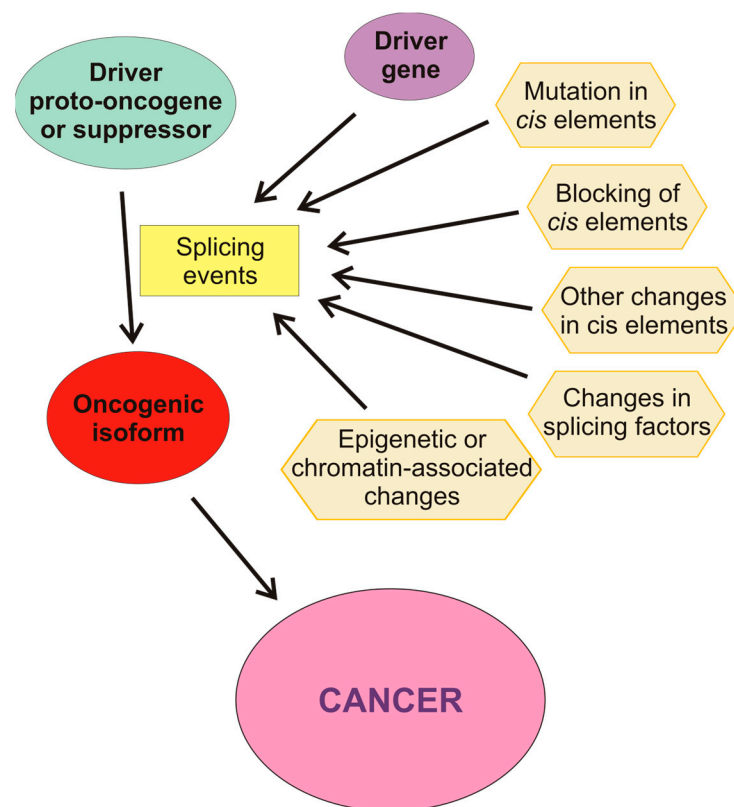 Driver
proto-oncogene
or suppressor
Driver
gene
Mutation in
cis elements
Blocking of
cis elements
Splicing
events
Other changes
in cis elements
Changes in
splicing factors
Oncogenic
isoform
Epigenetic or
chromatin-associated
changes
CANCER